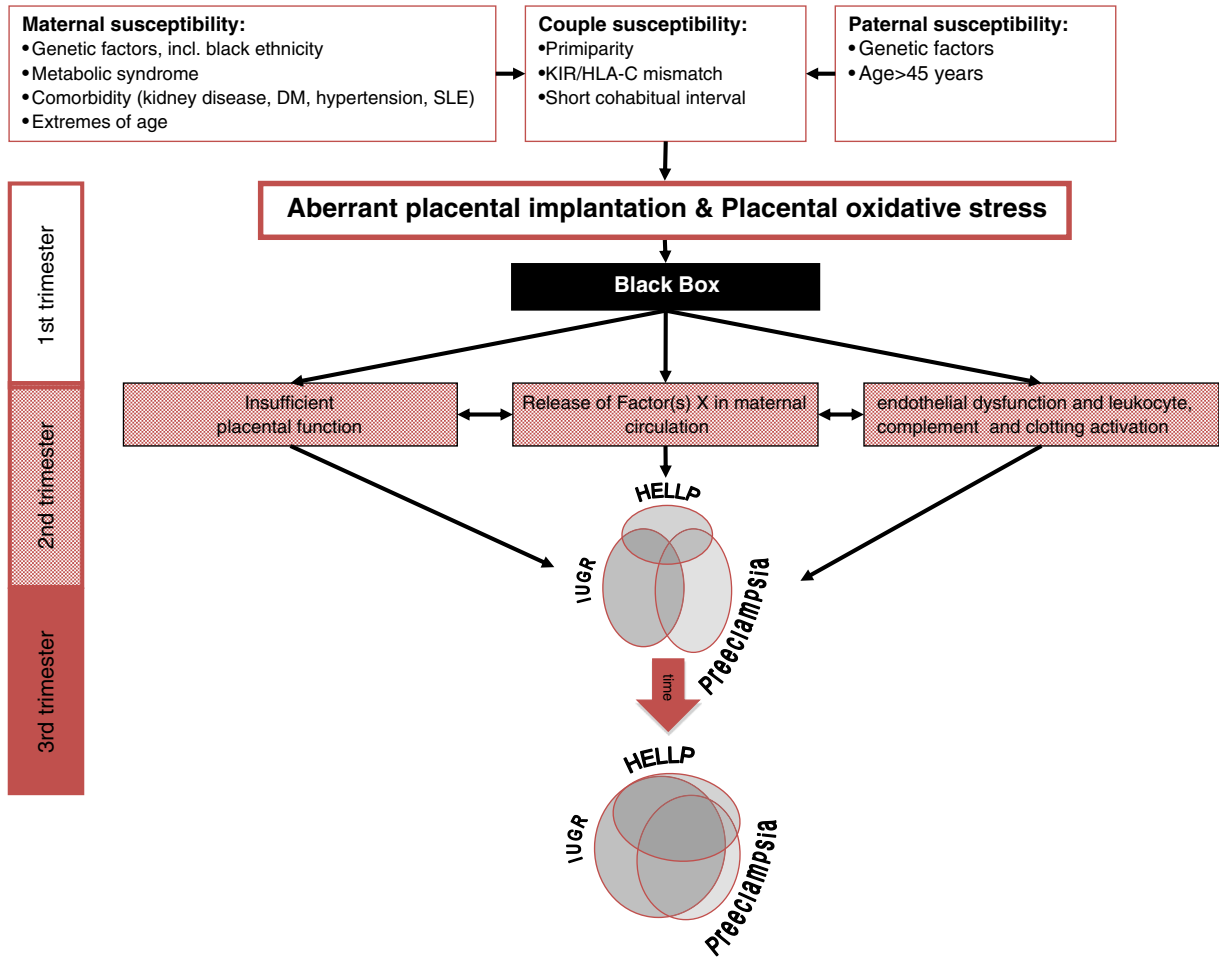 Maternal susceptibility:
•Genetic factors, incl. black ethnicity
•Metabolic syndrome
•Comorbidity (kidney disease, DM, hypertension, SLE)
•Extremes of age
Couple susceptibility:
•Primiparity
•KIR/HLA-C mismatch
•Short cohabitual interval
Paternal susceptibility:
•Genetic factors
•Age>45 years
1st trimester
Aberrant placental implantation & Placental oxidative stress
Black Box
2nd trimester
Insufficient
placental function
Release of Factor(s) X in maternal
circulation
endothelial dysfunction and leukocyte,
complement and clotting activation
HELLP
IUGR
Preeclampsia
3rd trimester
time
HELLP
IUGR
Preeclampsia